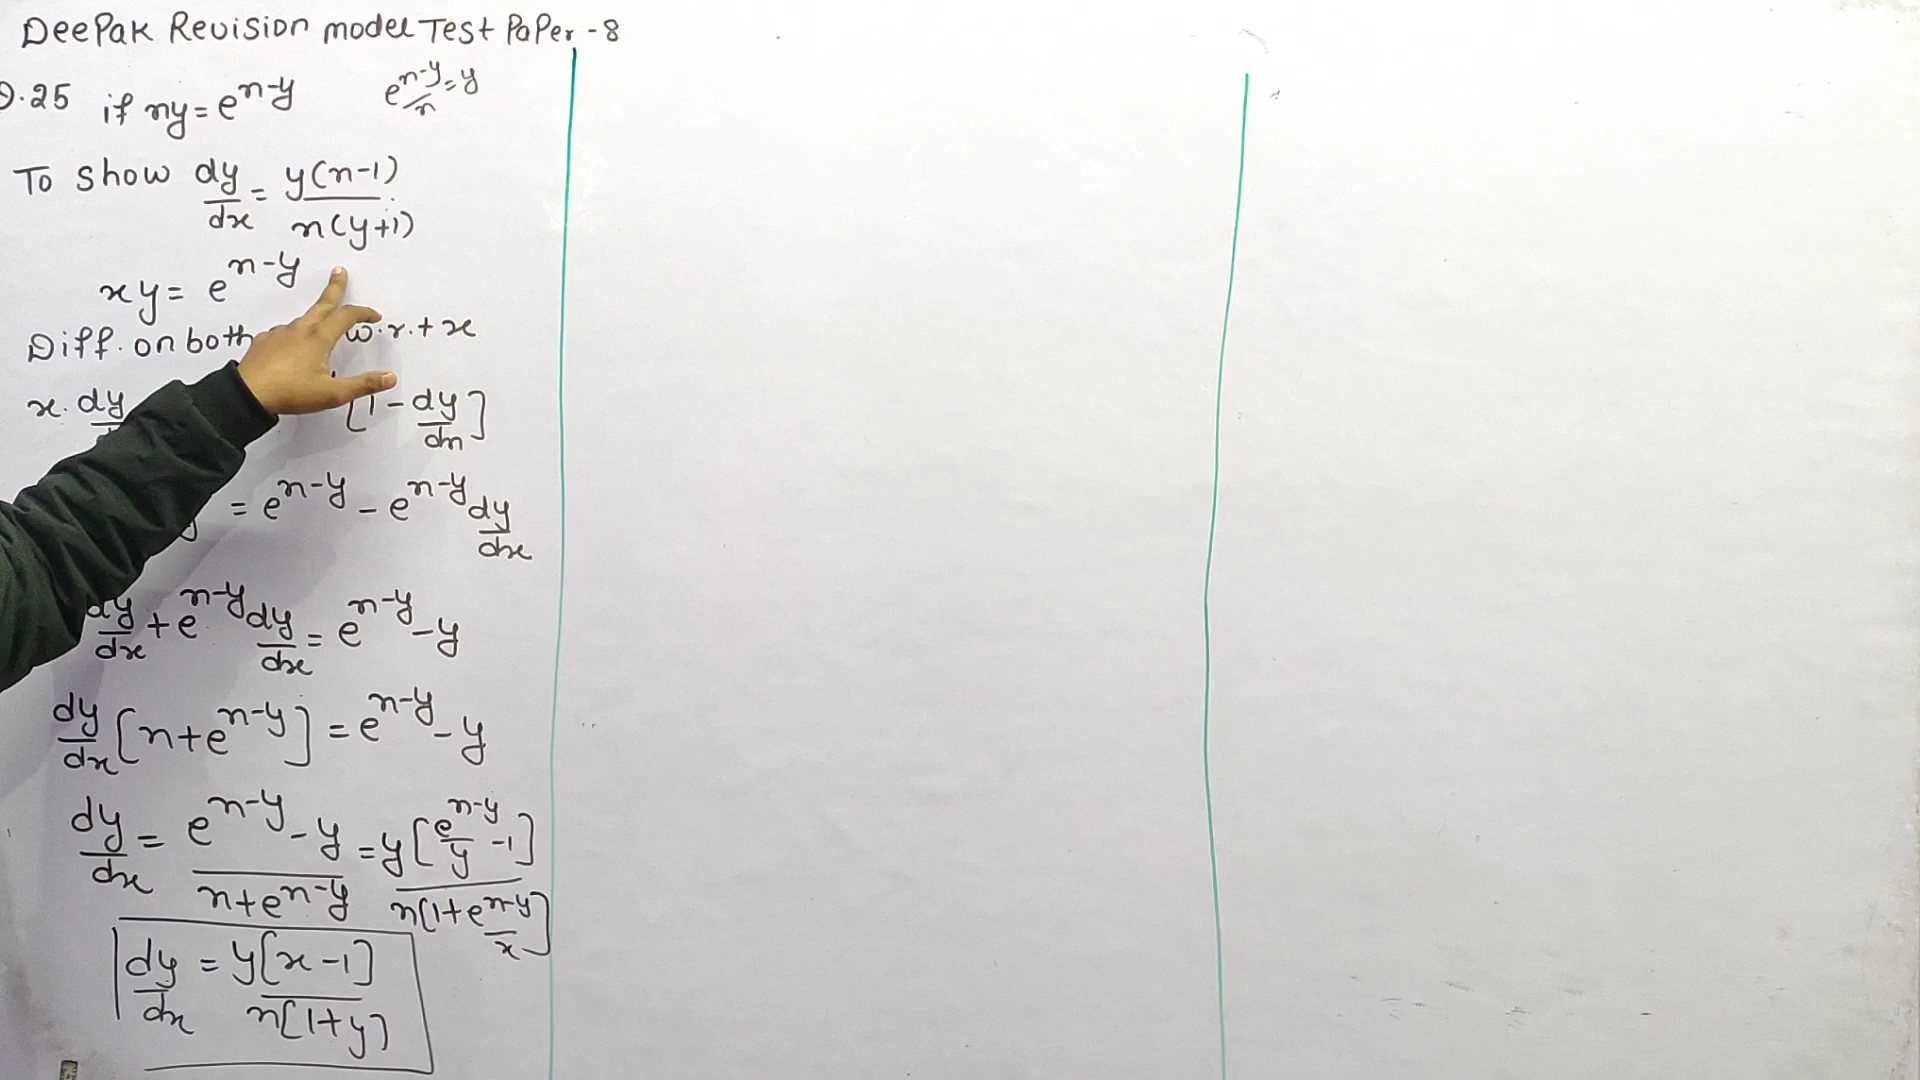 DeePak Revision model Test PaPer - 8
Q.25 if xy = e^x-y e^x-y/x = y
To Show dy/dx = y(x-1)/x(y+1)
xy = e^x-y
Diff. on both w.r.t x
x. dy [1 - dy/dx]
= e^x-y - e^x-y dy/dx
dy/dx + e^x-y dy/dx = e^x-y - y
dy/dx [x+e^x-y] = e^x-y - y
dy/dx = e^x-y - y/x+e^x-y = y[e^x-y/y - 1]/x[1+e^x-y/x]
dy/dx = y[x-1]/x[1+y]